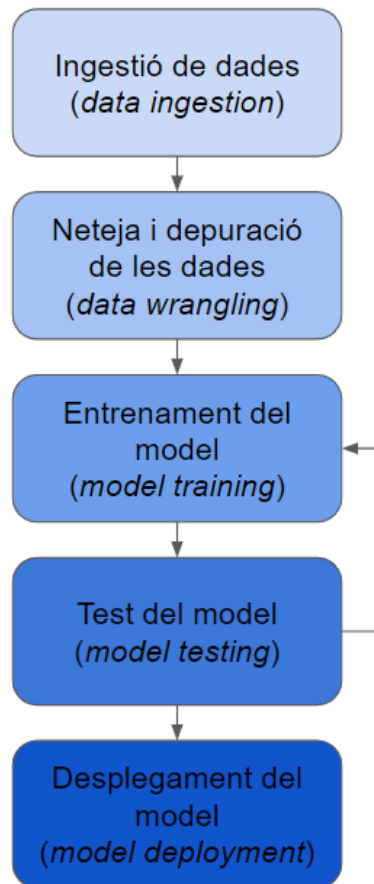 Ingestió de dades
(data ingestion)
Neteja i depuració
de les dades
(data wrangling)
Entrenament del
model
(model training)
Test del model
(model testing)
Desplegament del
model
(model deployment)